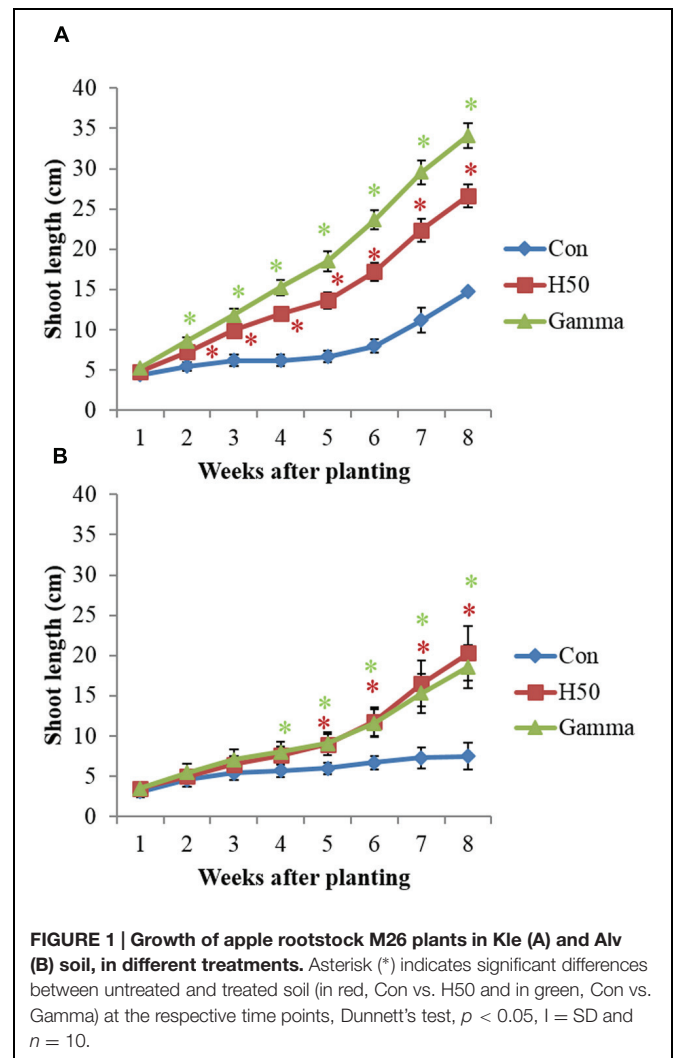 A
40
35
30
25
20
15
10
5
0
Shoot length (cm)
1 2 3 4 5 6 7 8
Weeks after planting
Con
H50
Gamma
* * * * * * *
* * * * * * *
B
40
35
30
25
20
15
10
5
0
Shoot length (cm)
1 2 3 4 5 6 7 8
Weeks after planting
Con
H50
Gamma
* * * * *
* * * *
FIGURE 1 | Growth of apple rootstock M26 plants in Kle (A) and Alv
(B) soil, in different treatments. Asterisk (*) indicates significant differences
between untreated and treated soil (in red, Con vs. H50 and in green, Con vs.
Gamma) at the respective time points, Dunnett’s test, p < 0.05, I = SD and
n = 10.